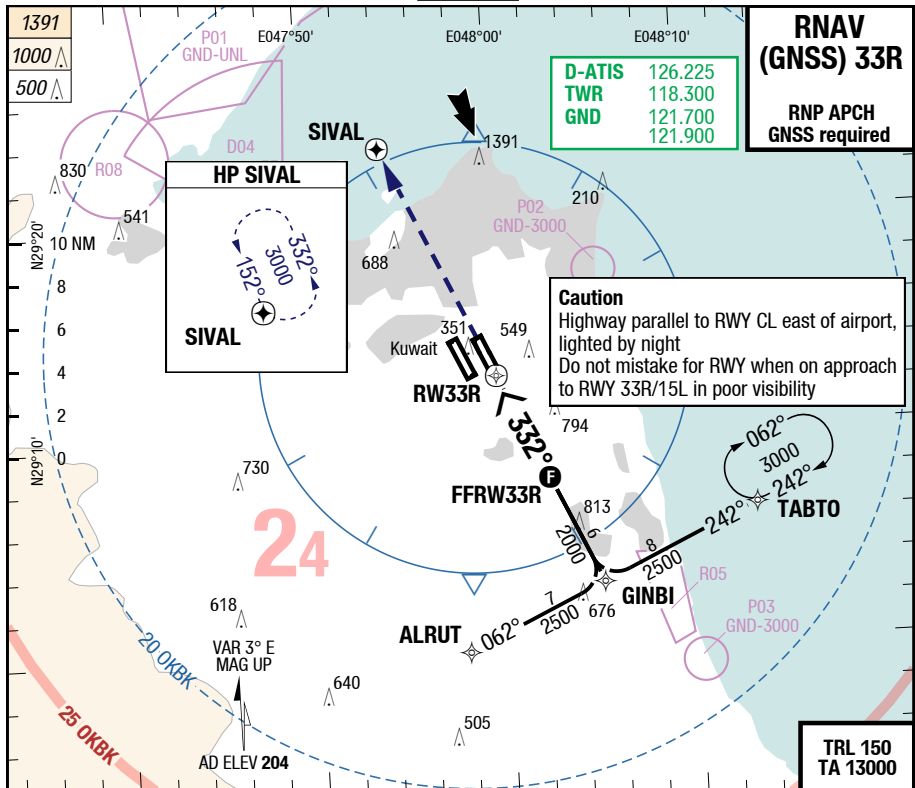 1391
1000
500
P01
GND-UNL
E047°50'
E048°00'
E048°10'
RNAV
(GNSS) 33R
RNP APCH
GNSS required
D-ATIS 126.225
TWR 118.300
GND 121.700
121.900
SIVAL
1391
D04
R08
830
541
210
P02
GND-3000
HP SIVAL
332°
3000
152°
SIVAL
N29°20'
10 NM
8
6
4
2
0
N29°10'
688
351
549
Kuwait
RW33R
Caution
Highway parallel to RWY CL east of airport,
lighted by night
Do not mistake for RWY when on approach
to RWY 33R/15L in poor visibility
794
332°
062°
3000
242°
242°
TABTO
730
FFRW33R
F
813
6
2000
24
8
2500
GINBI
R05
676
7
2500
062°
ALRUT
P03
GND-3000
618
VAR 3° E
MAG UP
20 OKBK
640
25 OKBK
505
AD ELEV 204
TRL 150
TA 13000